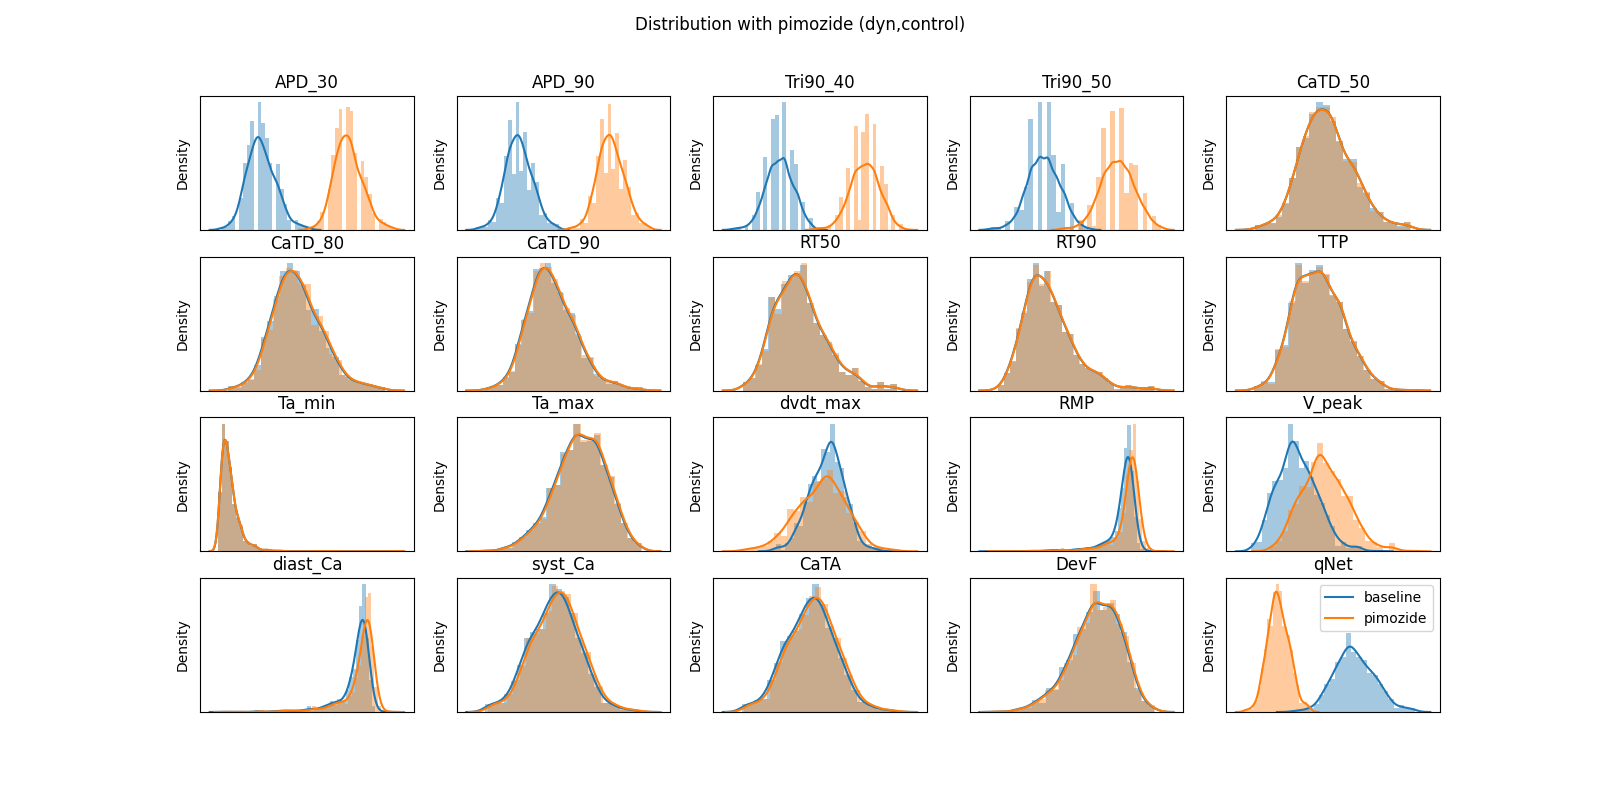 Distribution with pimozide (dyn,control)
APD_30
APD_90
Tri90_40
Tri90_50
CaTD_50
Density
Density
Density
Density
Density
CaTD_80
CaTD_90
RT50
RT90
TTP
Density
Density
Density
Density
Density
Ta_min
Ta_max
dvdt_max
RMP
V_peak
Density
Density
Density
Density
Density
diast_Ca
syst_Ca
CaTA
DevF
qNet
Density
Density
Density
Density
Density
baseline
pimozide